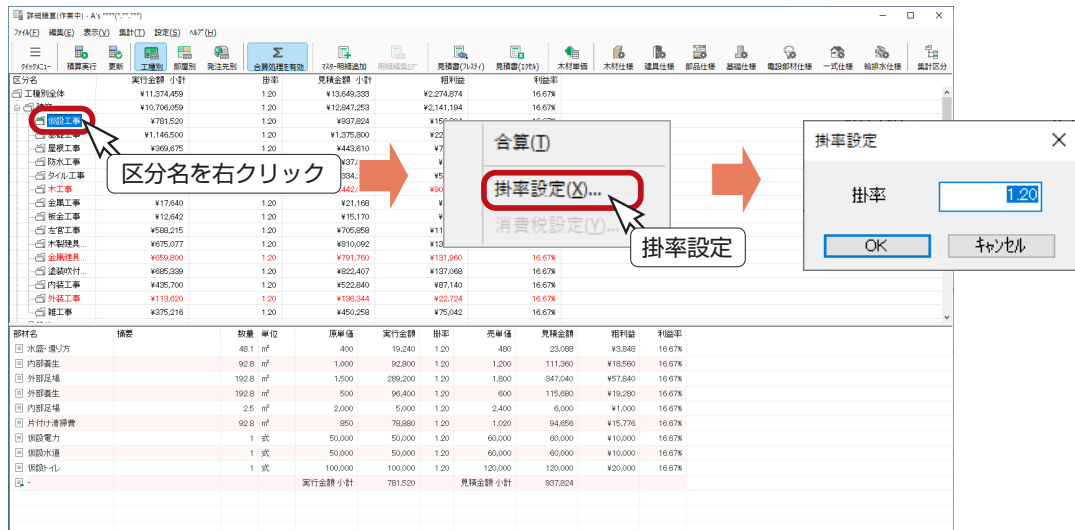 詳細積算(作業中) - A's ****(*.**.***)
ﾌｧｲﾙ(F) 編集(E) 表示(V) 集計(T) 設定(S) ﾍﾙﾌﾟ(H)
ｸｲｯｸﾒﾆｭｰ 積算実行 更新 工種別 部屋別 発注先別 合算処理を有効 ﾏｽﾀｰ明細追加 明細編集ﾛｸﾞ 見積書(ﾌﾚｽﾃｨ) 見積書(ｴｸｾﾙ) 木材単価 木材仕様 建具仕様 部品仕様 基礎仕様 電設部材仕様 一式仕様 給排水仕様 集計区分
区分名 実行金額 小計 掛率 見積金額 小計 粗利益 利益率
工種別全体 ¥11,374,459 1.20 ¥13,649,333 ¥2,274,874 16.67%
¥10,706,059 1.20 ¥12,847,253 ¥2,141,194 16.67%
仮設工事 ¥781,520 1.20 ¥937,824 16.67%
¥1,146,500 1.20 ¥1,375,800 ¥22
屋根工事 ¥369,675 1.20 ¥443,610 ¥7
防水工事 ¥37,
タイル工事 334, ¥5
木工事 442, ¥90
金属工事 ¥17,640 1.20 ¥21,168 ¥
板金工事 ¥12,642 1.20 ¥15,170 ¥
左官工事 ¥588,215 1.20 ¥705,858 ¥11
木製建具... ¥675,077 1.20 ¥810,092 ¥13
金属建具... ¥659,800 1.20 ¥791,760 ¥131,960 16.67%
塗装吹付... ¥685,339 1.20 ¥822,407 ¥137,068 16.67%
内装工事 ¥435,700 1.20 ¥522,840 ¥87,140 16.67%
外装工事 ¥113,620 1.20 ¥136,344 ¥22,724 16.67%
雑工事 ¥375,216 1.20 ¥450,258 ¥75,042 16.67%
区分名を右クリック
合算(T)
掛率設定(X)...
消費税設定(Y)...
掛率設定
掛率設定
掛率 1.20
OK ｷｬﾝｾﾙ
部材名 摘要 数量 単位 原単価 実行金額 掛率 売単価 見積金額 粗利益 利益率
水盛・遣り方 48.1 m² 400 19,240 1.20 480 23,088 ¥3,848 16.67%
内部養生 92.8 m² 1,000 92,800 1.20 1,200 111,360 ¥18,560 16.67%
外部足場 192.8 m² 1,500 289,200 1.20 1,800 347,040 ¥57,840 16.67%
外部養生 192.8 m² 500 96,400 1.20 600 115,680 ¥19,280 16.67%
内部足場 2.5 m² 2,000 5,000 1.20 2,400 6,000 ¥1,000 16.67%
片付け清掃費 92.8 m² 850 78,880 1.20 1,020 94,656 ¥15,776 16.67%
仮設電力 1 式 50,000 50,000 1.20 60,000 60,000 ¥10,000 16.67%
仮設水道 1 式 50,000 50,000 1.20 60,000 60,000 ¥10,000 16.67%
仮設トイレ 1 式 100,000 100,000 1.20 120,000 120,000 ¥20,000 16.67%
実行金額 小計 781,520 見積金額 小計 937,824